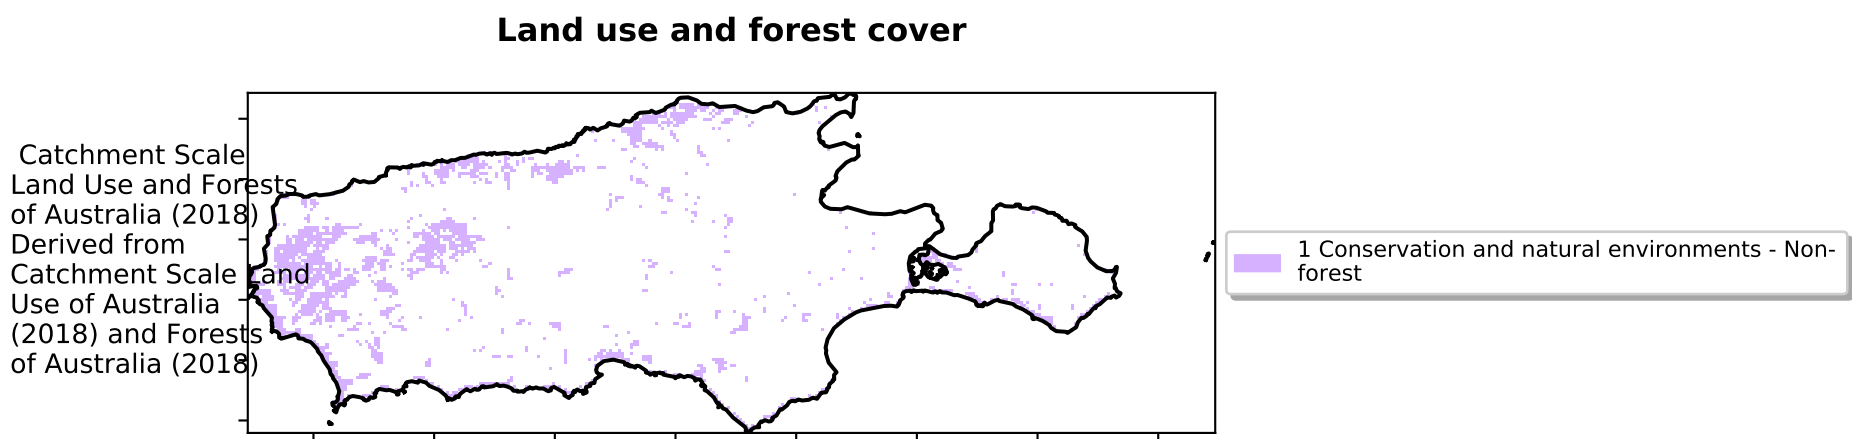 Land use and forest cover
Catchment Scale
Land Use and Forests
of Australia (2018)
Derived from
Catchment Scale Land
Use of Australia
(2018) and Forests
of Australia (2018)
1 Conservation and natural environments - Non-
forest